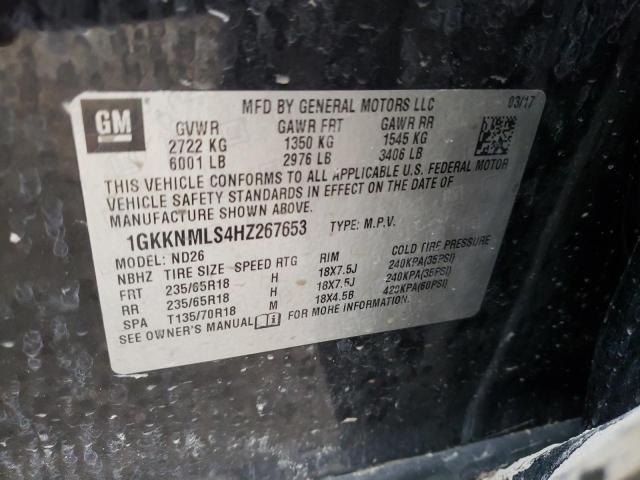 GM
MFD BY GENERAL MOTORS LLC 03/17
GVWR GAWR FRT GAWR RR
2722 KG 1350 KG 1545 KG
6001 LB 2976 LB 3406 LB
THIS VEHICLE CONFORMS TO ALL APPLICABLE U.S. FEDERAL MOTOR
VEHICLE SAFETY STANDARDS IN EFFECT ON THE DATE OF
MANUFACTURE SHOWN ABOVE.
1GKKNMLS4HZ267653 TYPE: M.P.V.
MODEL: ND26
NBHZ TIRE SIZE SPEED RTG RIM COLD TIRE PRESSURE
FRT 235/65R18 H 18X7.5J 240KPA(35PSI)
RR 235/65R18 H 18X7.5J 240KPA(35PSI)
SPA T135/70R18 M 18X4.5B 420KPA(60PSI)
SEE OWNER'S MANUAL FOR MORE INFORMATION.